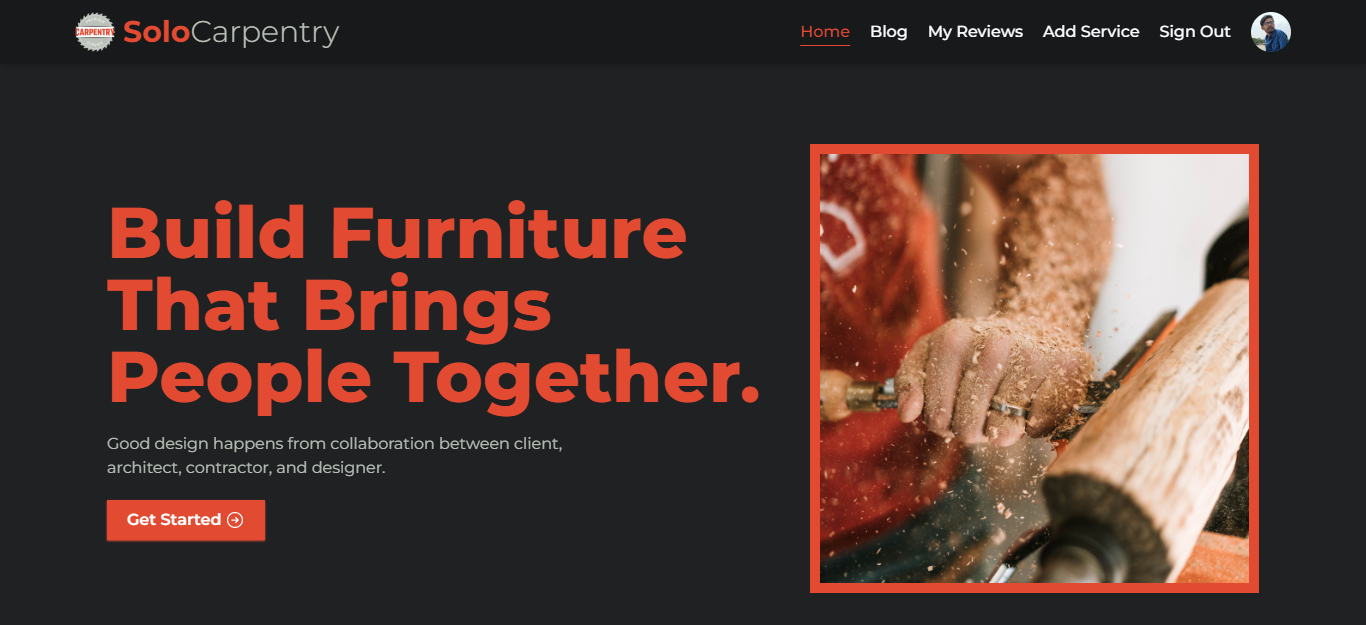 CARPENTRY
SoloCarpentry
Home
Blog
My Reviews
Add Service
Sign Out
Build Furniture
That Brings
People Together.
Good design happens from collaboration between client,
architect, contractor, and designer.
Get Started